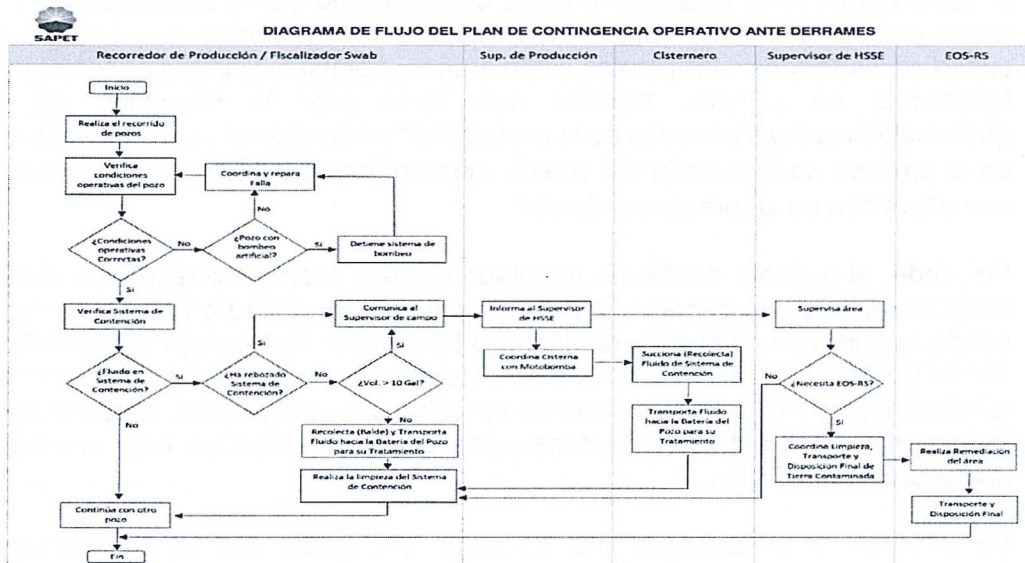 SAPET
DIAGRAMA DE FLUJO DEL PLAN DE CONTINGENCIA OPERATIVO ANTE DERRAMES
Recorredor de Producción / Fiscalizador Swab
Sup. de Producción
Cisternero
Supervisor de HSSE
EOS-RS
Inicio
Realiza el recorrido
de pozos
Verifica
condiciones
operativas del pozo
Coordina y repara
Falla
No
¿Condiciones
operativas
Correctas?
No
¿Pozo con
bombeo
artificial?
Si
Detiene sistema de
bombeo
Si
Verifica Sistema de
Contención
Comunica al
Supervisor de campo
Informa al Supervisor
de HSSE
Supervisa área
Si
Si
Coordina Cisterna
con Motobomba
Succiona (Recolecta)
Fluido de Sistema de
Contención
¿Fluido en
Sistema de
Contención?
Si
¿Ha rebozado
Sistema de
Contención?
No
¿Vol. > 10 Gal?
No
¿Necesita EOS-RS?
No
No
Si
Recolecta (Balde) y Transporta
Fluido hacia la Batería del Pozo
para su Tratamiento
Transporta Fluido
hacia la Batería del
Pozo para su
Tratamiento
Coordina Limpieza,
Transporte y
Disposición Final de
Tierra Contaminada
Realiza Remediación
del área
Realiza la limpieza del Sistema
de Contención
Continúa con otro
pozo
Transporte y
Disposición Final
Fin